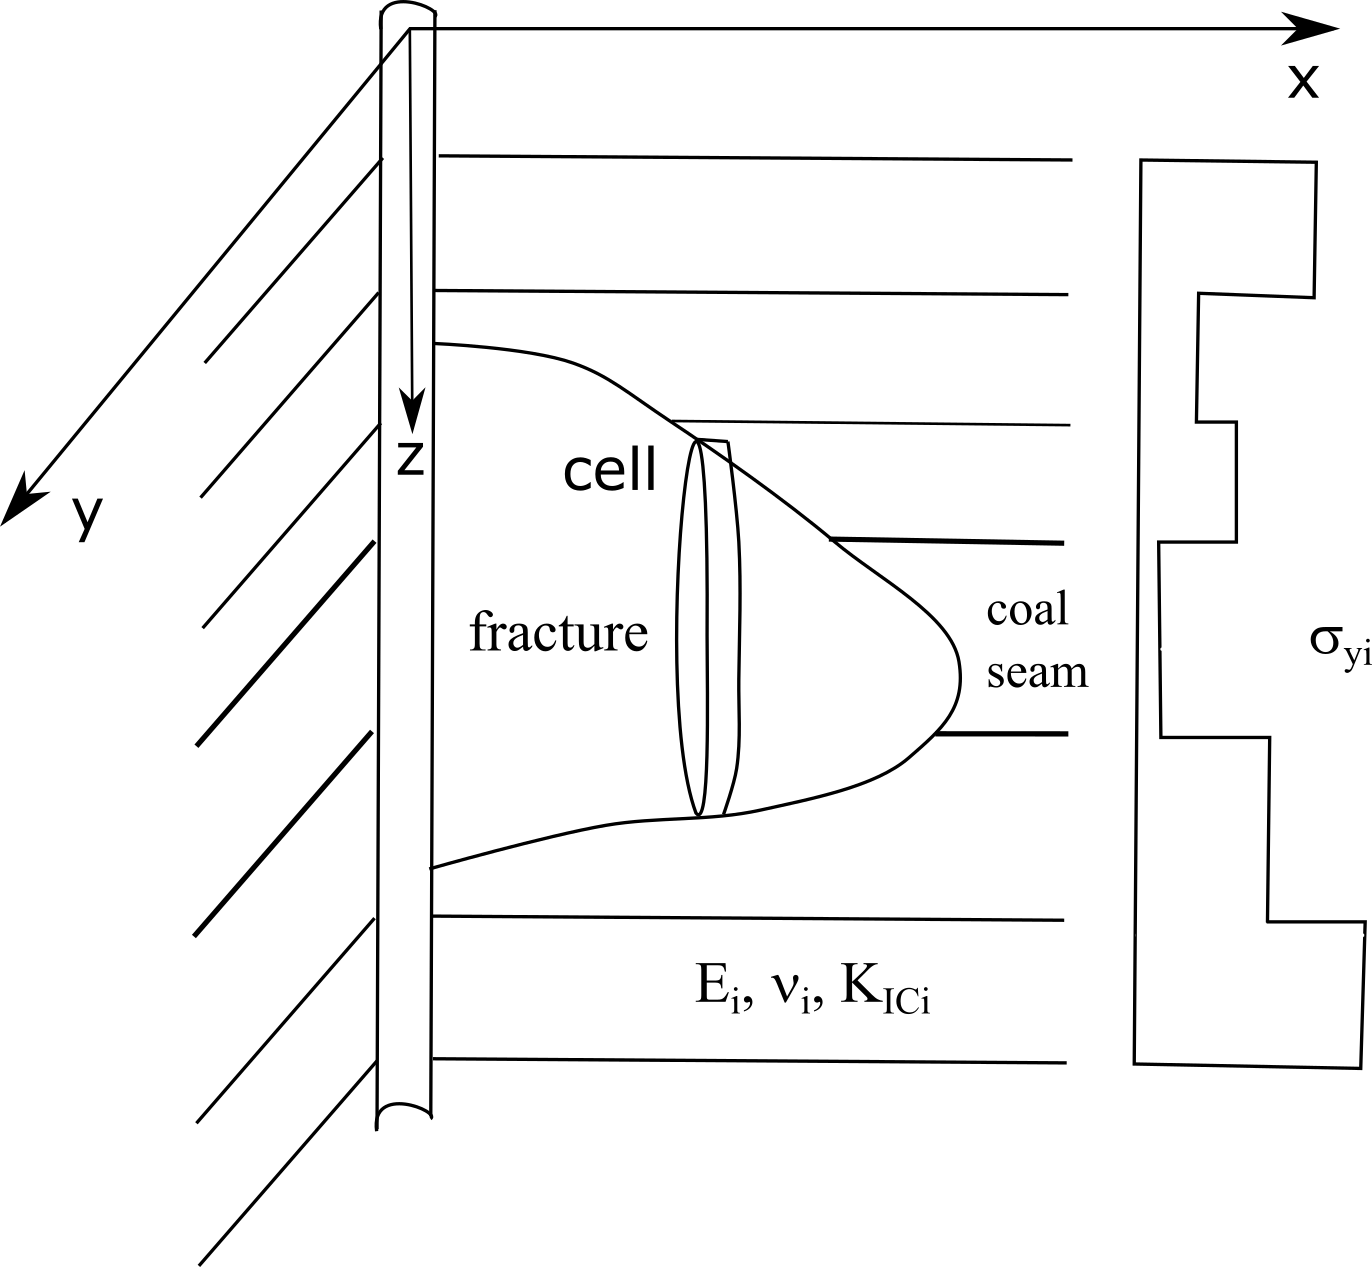 x
z
y
cell
fracture
coal
seam
σyi
Ei, νi, KICi